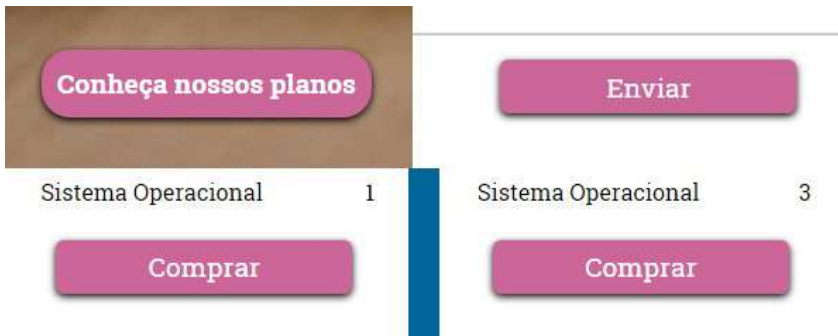 Conheça nossos planos
Enviar
Sistema Operacional 1
Comprar
Sistema Operacional 3
Comprar